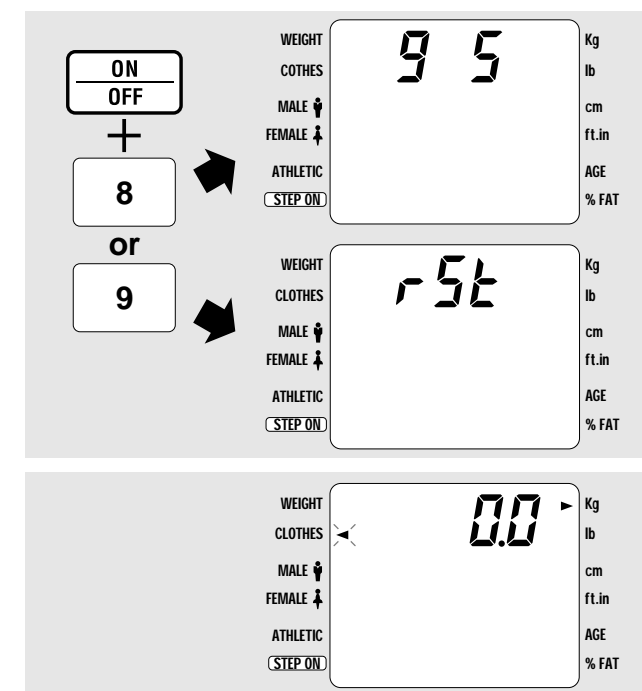 ON
OFF
+
8
or
9
WEIGHT 9 5 Kg
COTHES lb
MALE cm
FEMALE ft.in
ATHLETIC AGE
STEP ON % FAT
WEIGHT rSt Kg
CLOTHES lb
MALE cm
FEMALE ft.in
ATHLETIC AGE
STEP ON % FAT
WEIGHT 0.0 Kg
CLOTHES lb
MALE cm
FEMALE ft.in
ATHLETIC AGE
STEP ON % FAT